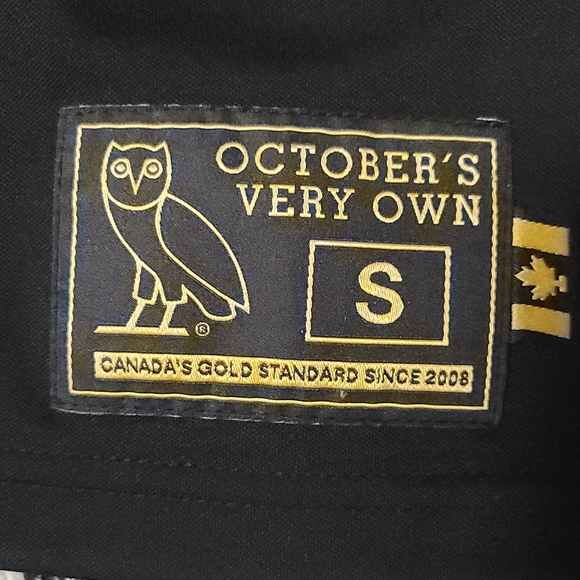 OCTOBER'S
VERY OWN
S
®
CANADA'S GOLD STANDARD SINCE 2008